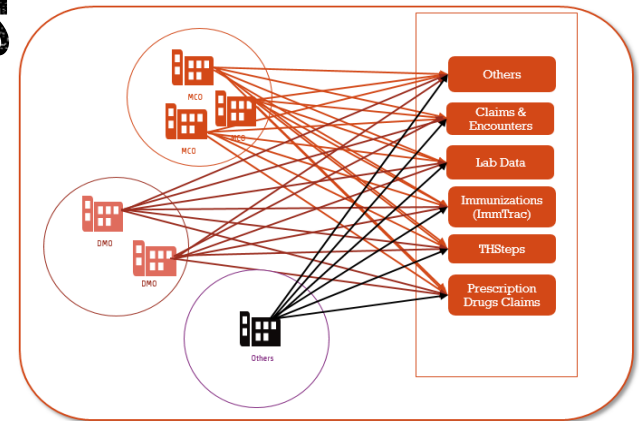 MCO
MCO
MCO
DMO
DMO
Others
Others
Claims &
Encounters
Lab Data
Immunizations
(ImmTrac)
THSteps
Prescription
Drugs Claims